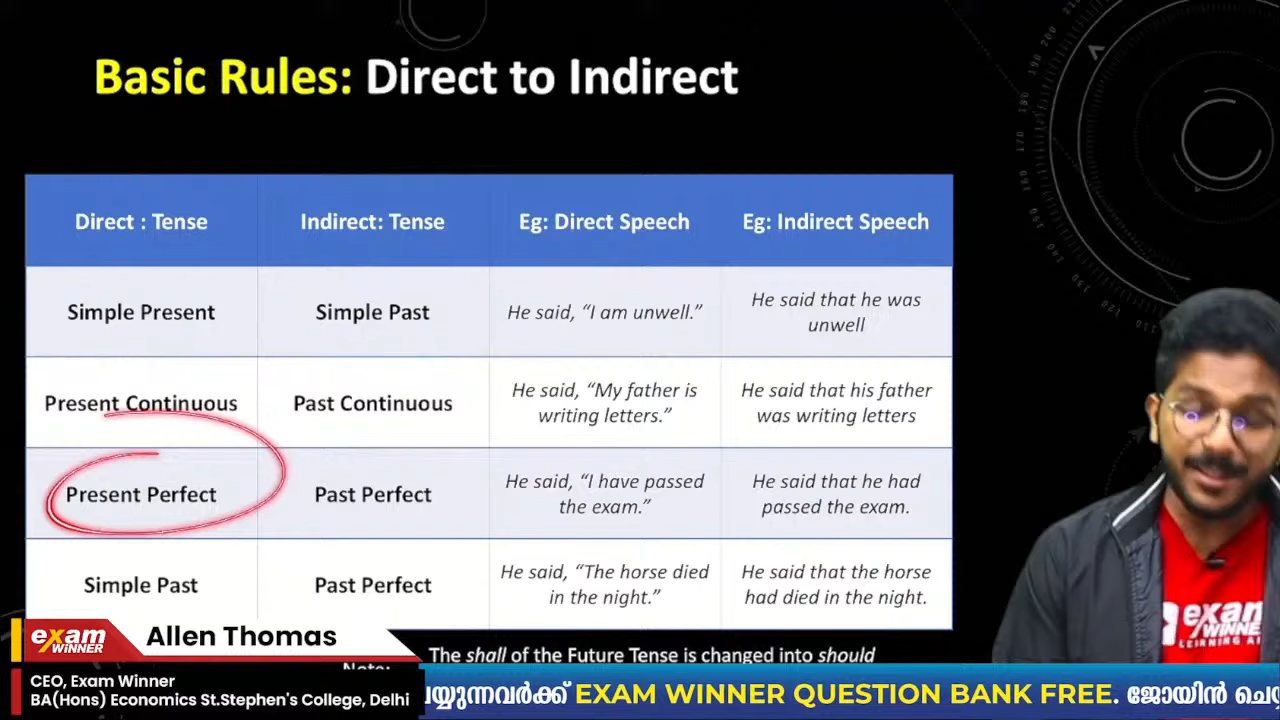 Basic Rules: Direct to Indirect
Direct : Tense
Indirect: Tense
Eg: Direct Speech
Eg: Indirect Speech
Simple Present
Simple Past
He said, “I am unwell.”
He said that he was
unwell
Present Continuous
Past Continuous
He said, “My father is
writing letters.”
He said that his father
was writing letters
Present Perfect
Past Perfect
He said, “I have passed
the exam.”
He said that he had
passed the exam.
Simple Past
Past Perfect
He said, “The horse died
in the night.”
He said that the horse
had died in the night.
Note:
The shall of the Future Tense is changed into should
exam
WINNER
Allen Thomas
CEO, Exam Winner
BA(Hons) Economics St.Stephen's College, Delhi
EXAM WINNER QUESTION BANK FREE. ജോയിൻ
exam
WINNER